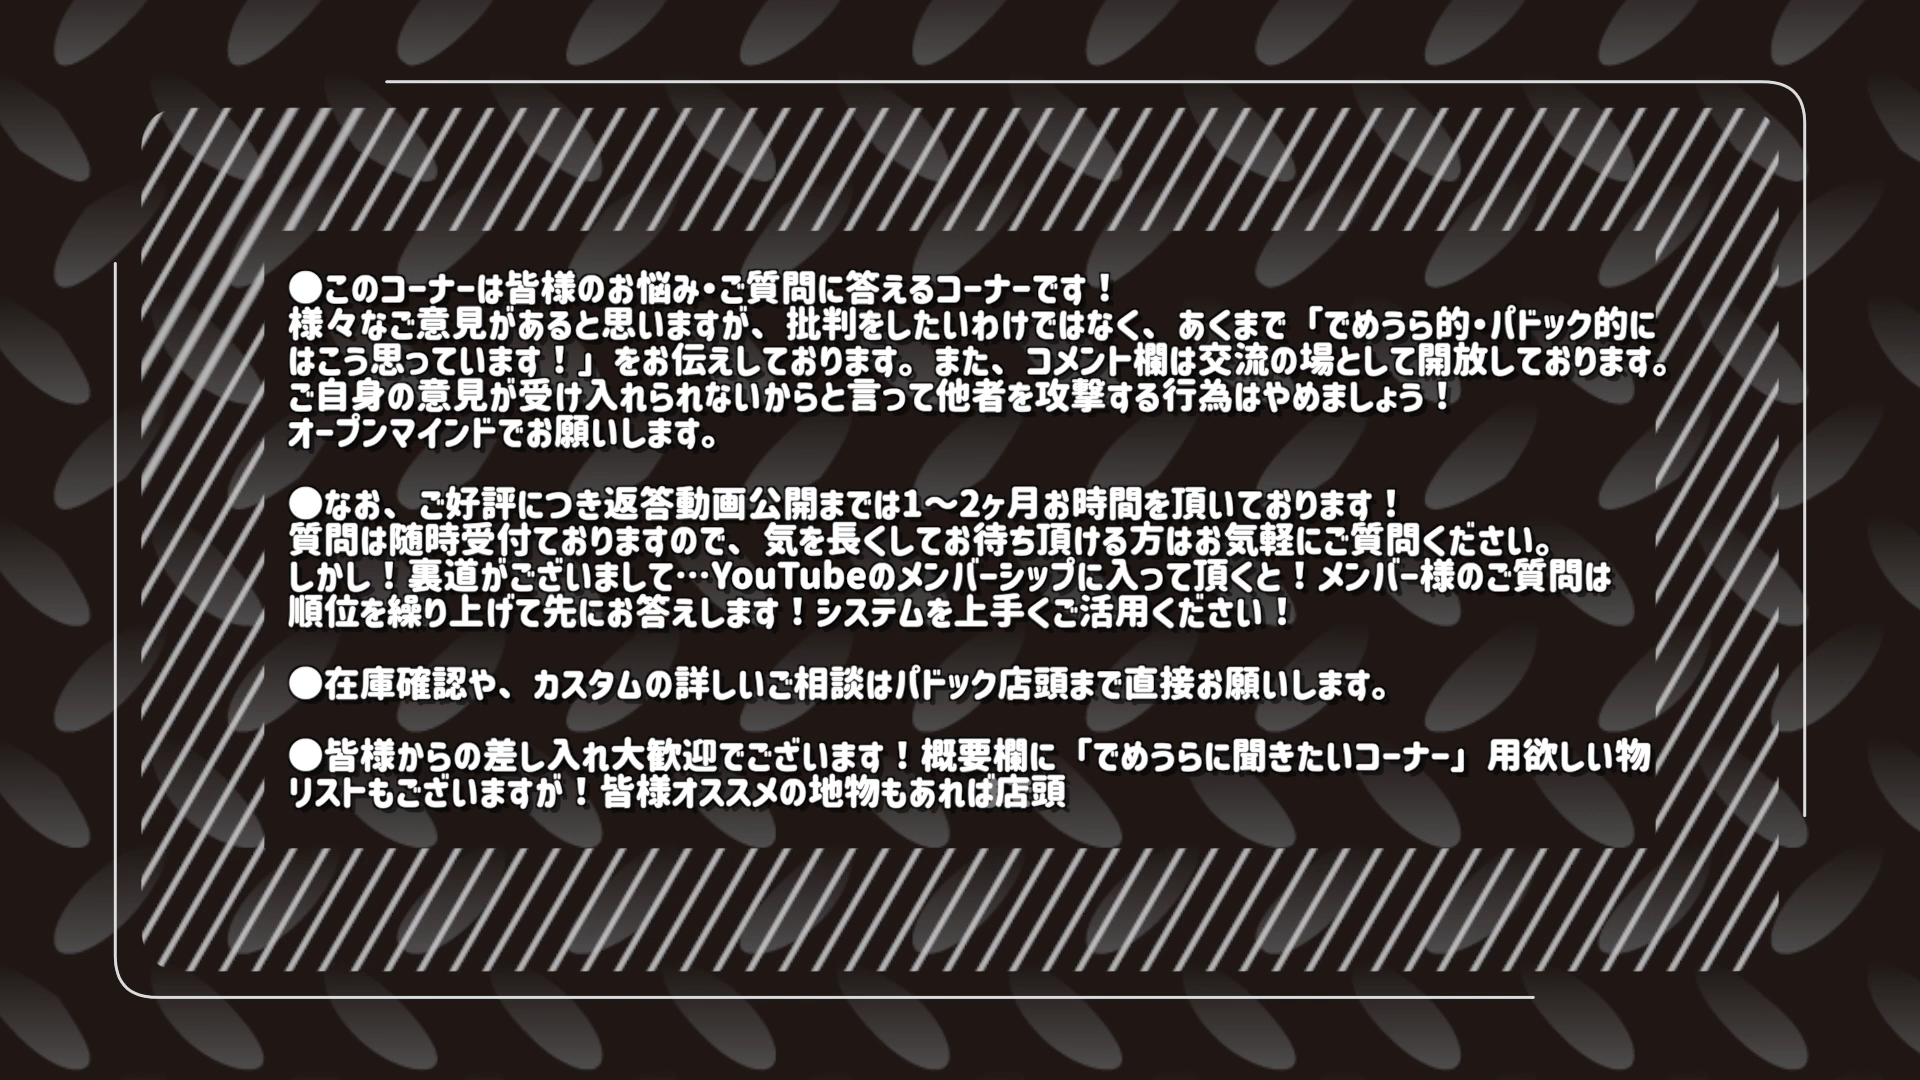 ●このコーナーは皆様のお悩み・ご質問に答えるコーナーです！
様々なご意見があると思いますが、批判をしたいわけではなく、あくまで「でめうら的・パドック的に
はこう思っています！」をお伝えしております。また、コメント欄は交流の場として開放しております。
ご自身の意見が受け入れられないからと言って他者を攻撃する行為はやめましょう！
オープンマインドでお願いします。
●なお、ご好評につき返答動画公開までは1～2ヶ月お時間を頂いております！
質問は随時受付ておりますので、気を長くしてお待ち頂ける方はお気軽にご質問ください。
しかし！裏道がございまして…YouTubeのメンバーシップに入って頂くと！メンバー様のご質問は
順位を繰り上げて先にお答えします！システムを上手くご活用ください！
●在庫確認や、カスタムの詳しいご相談はパドック店頭まで直接お願いします。
●皆様からの差し入れ大歓迎でございます！概要欄に「でめうらに聞きたいコーナー」用欲しい物
リストもございますが！皆様オススメの地物もあれば店頭